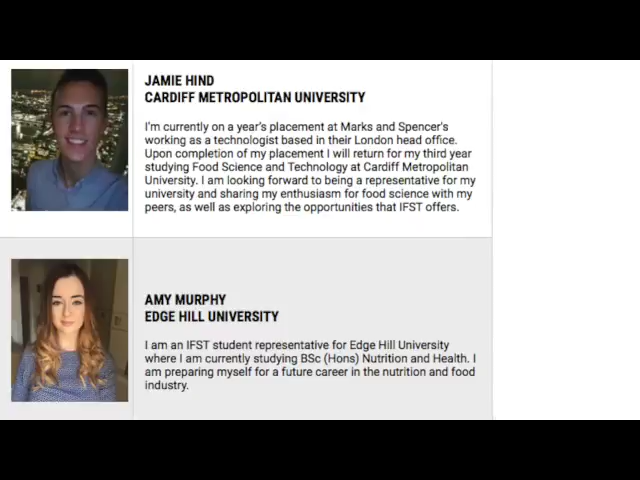 JAMIE HIND
CARDIFF METROPOLITAN UNIVERSITY
I'm currently on a year's placement at Marks and Spencer's
working as a technologist based in their London head office.
Upon completion of my placement I will return for my third year
studying Food Science and Technology at Cardiff Metropolitan
University. I am looking forward to being a representative for my
university and sharing my enthusiasm for food science with my
peers, as well as exploring the opportunities that IFST offers.
AMY MURPHY
EDGE HILL UNIVERSITY
I am an IFST student representative for Edge Hill University
where I am currently studying BSc (Hons) Nutrition and Health. I
am preparing myself for a future career in the nutrition and food
industry.